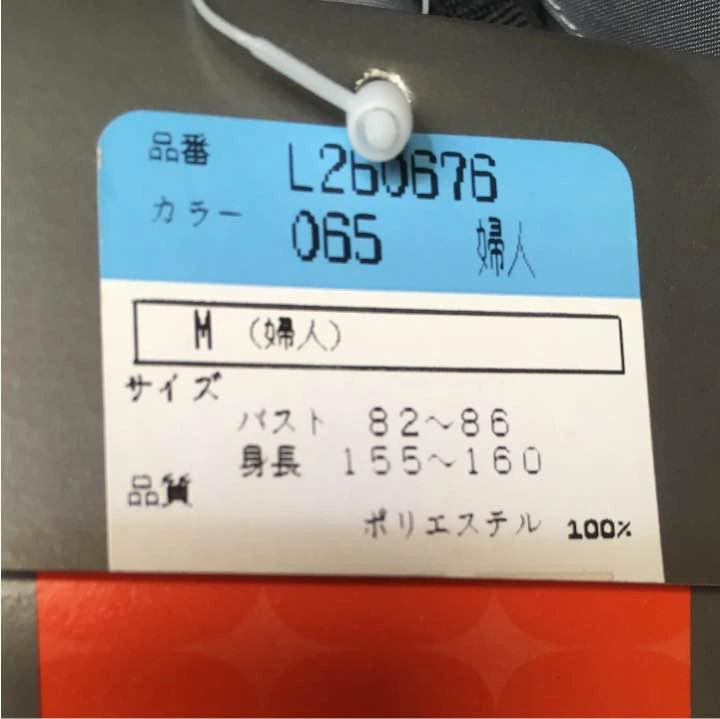 品番 L260676
カラー 065 婦人
M (婦人)
サイズ
バスト 82～86
身長 155～160
品質
ポリエステル 100%